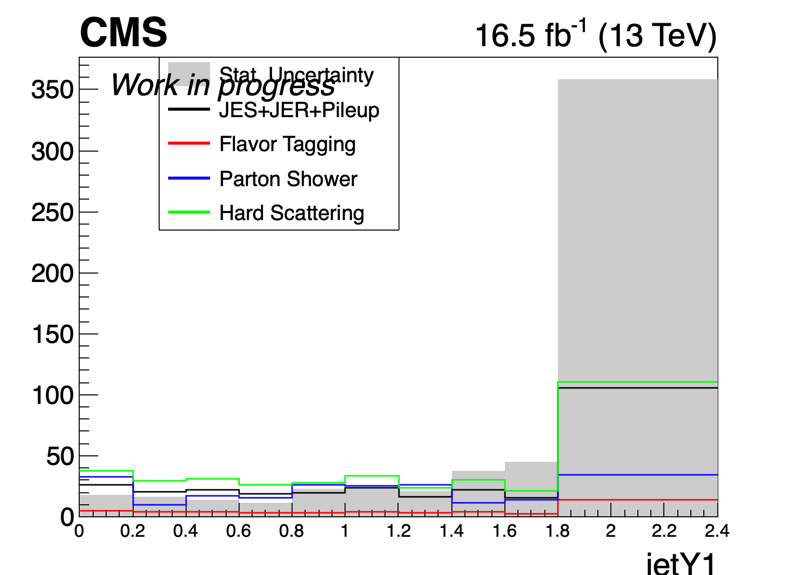 CMS
16.5 fb-1 (13 TeV)
Work in progress
Stat. Uncertainty
JES+JER+Pileup
Flavor Tagging
Parton Shower
Hard Scattering
350
300
250
200
150
100
50
0
0 0.2 0.4 0.6 0.8 1 1.2 1.4 1.6 1.8 2 2.2 2.4
jetY1